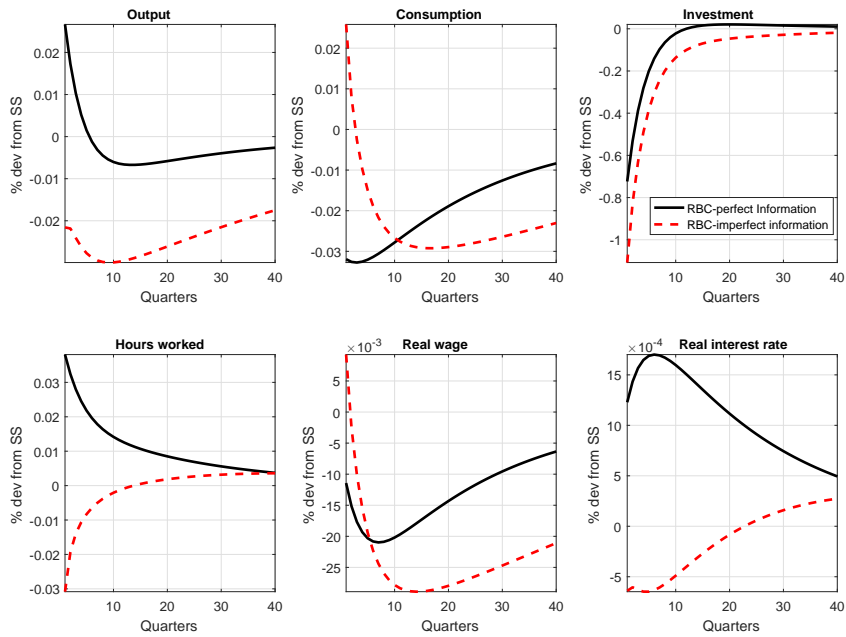 Output
% dev from SS
0.02
0.01
0
-0.01
-0.02
10 20 30 40
Quarters
Consumption
% dev from SS
0.02
0.01
0
-0.01
-0.02
-0.03
10 20 30 40
Quarters
Investment
% dev from SS
0
-0.2
-0.4
-0.6
-0.8
-1
RBC-perfect Information
RBC-imperfect information
10 20 30 40
Quarters
Hours worked
% dev from SS
0.03
0.02
0.01
0
-0.01
-0.02
-0.03
10 20 30 40
Quarters
Real wage
×10⁻³
% dev from SS
5
0
-5
-10
-15
-20
-25
10 20 30 40
Quarters
Real interest rate
×10⁻⁴
% dev from SS
15
10
5
0
-5
10 20 30 40
Quarters